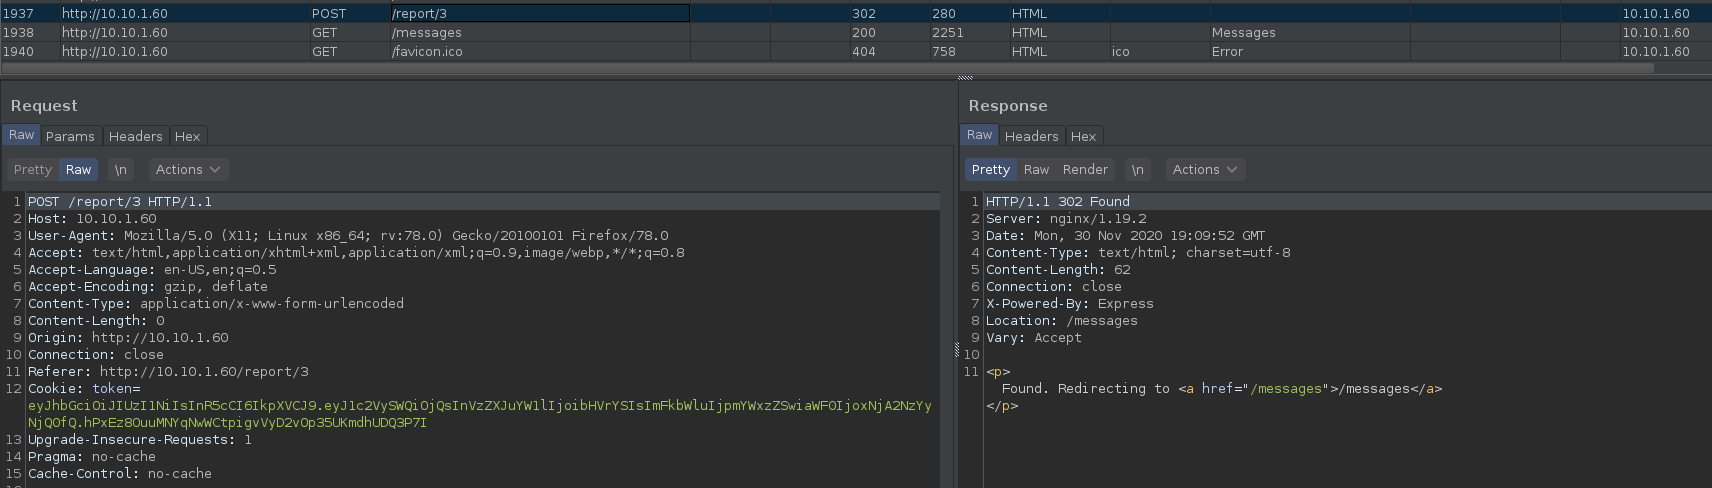 1937 http://10.10.1.60 POST /report/3 302 280 HTML 10.10.1.60
1938 http://10.10.1.60 GET /messages 200 2251 HTML Messages 10.10.1.60
1940 http://10.10.1.60 GET /favicon.ico 404 758 HTML ico Error 10.10.1.60
Request
Raw Params Headers Hex
Pretty Raw \n Actions
1 POST /report/3 HTTP/1.1
2 Host: 10.10.1.60
3 User-Agent: Mozilla/5.0 (X11; Linux x86_64; rv:78.0) Gecko/20100101 Firefox/78.0
4 Accept: text/html,application/xhtml+xml,application/xml;q=0.9,image/webp,*/*;q=0.8
5 Accept-Language: en-US,en;q=0.5
6 Accept-Encoding: gzip, deflate
7 Content-Type: application/x-www-form-urlencoded
8 Content-Length: 0
9 Origin: http://10.10.1.60
10 Connection: close
11 Referer: http://10.10.1.60/report/3
12 Cookie: token=
eyJhbGciOiJIUzI1NiIsInR5cCI6IkpXVCJ9.eyJ1c2VySWQiOjQsInVzZXJuYW1lIjoibHVrYSIsImFkbWluIjpmYWxzZSwiaWF0IjoxNjA2NzYy
NjQ0fQ.hPxEz80uuMNYqNwWCtpigvVyD2vOp35UKmdhUDQ3P7I
13 Upgrade-Insecure-Requests: 1
14 Pragma: no-cache
15 Cache-Control: no-cache
Response
Raw Headers Hex
Pretty Raw Render \n Actions
1 HTTP/1.1 302 Found
2 Server: nginx/1.19.2
3 Date: Mon, 30 Nov 2020 19:09:52 GMT
4 Content-Type: text/html; charset=utf-8
5 Content-Length: 62
6 Connection: close
7 X-Powered-By: Express
8 Location: /messages
9 Vary: Accept
10
11 <p>
Found. Redirecting to <a href="/messages">/messages</a>
</p>